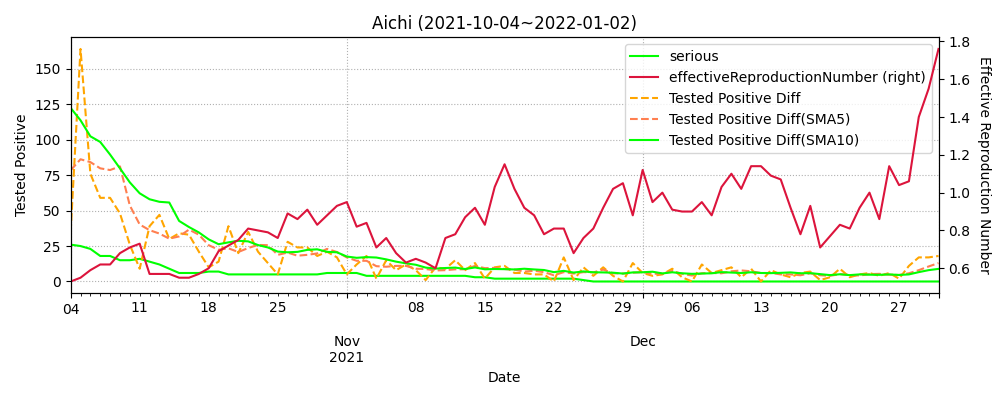 Aichi (2021-10-04~2022-01-02)
serious
effectiveReproductionNumber (right)
Tested Positive Diff
Tested Positive Diff(SMA5)
Tested Positive Diff(SMA10)
Tested Positive
150
125
100
75
50
25
0
1.8
1.6
1.4
1.2
1.0
0.8
0.6
Effective Reproduction Number
04 11 18 25 08 15 22 29 06 13 20 27
Nov Dec
2021
Date